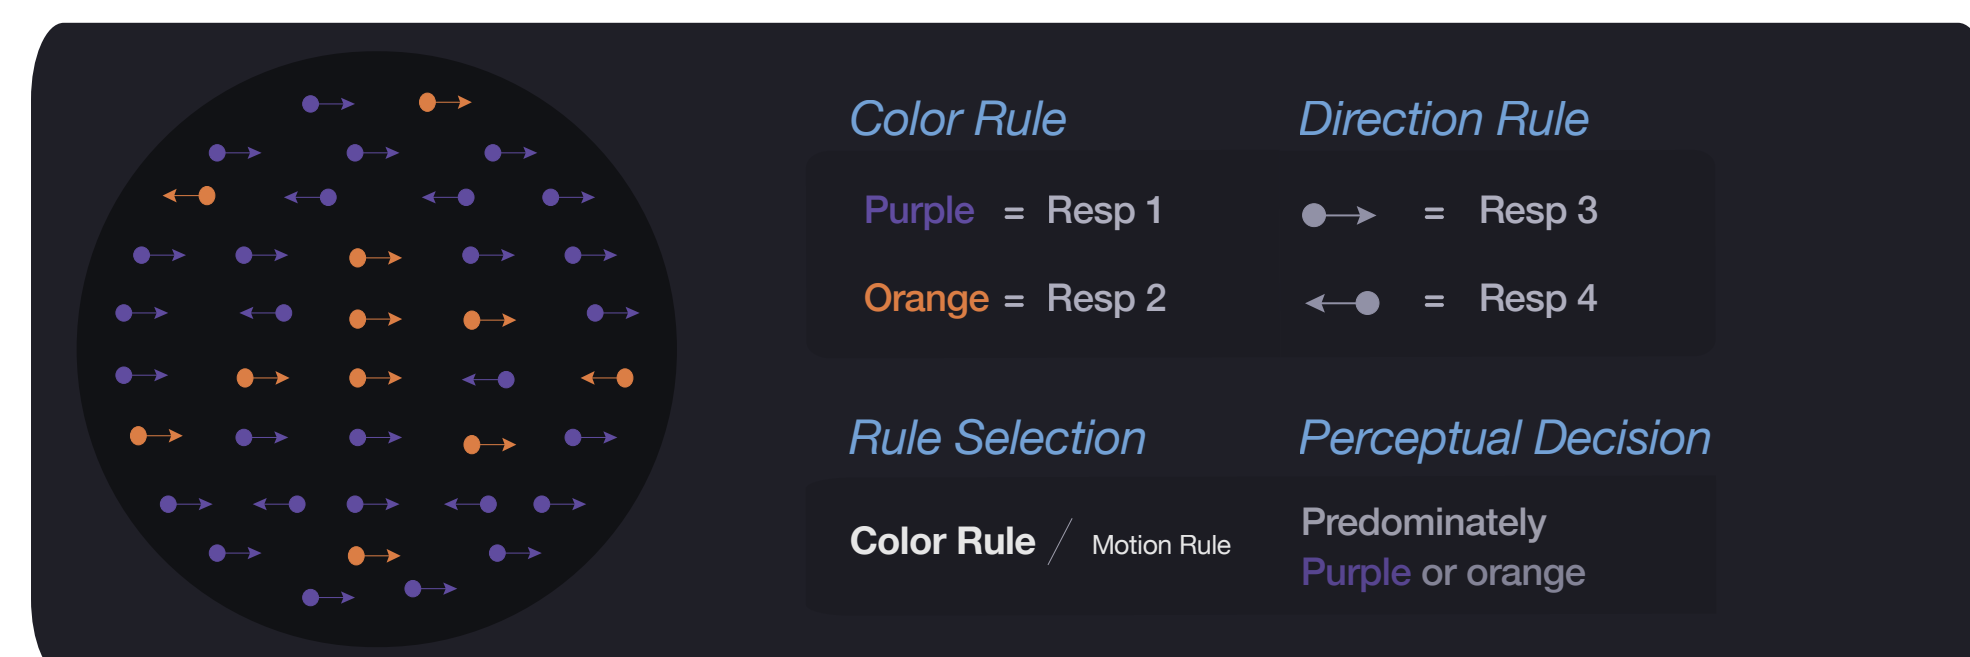 Color Rule
Direction Rule
Purple = Resp 1
= Resp 3
Orange = Resp 2
= Resp 4
Rule Selection
Perceptual Decision
Color Rule / Motion Rule
Predominately
Purple or orange